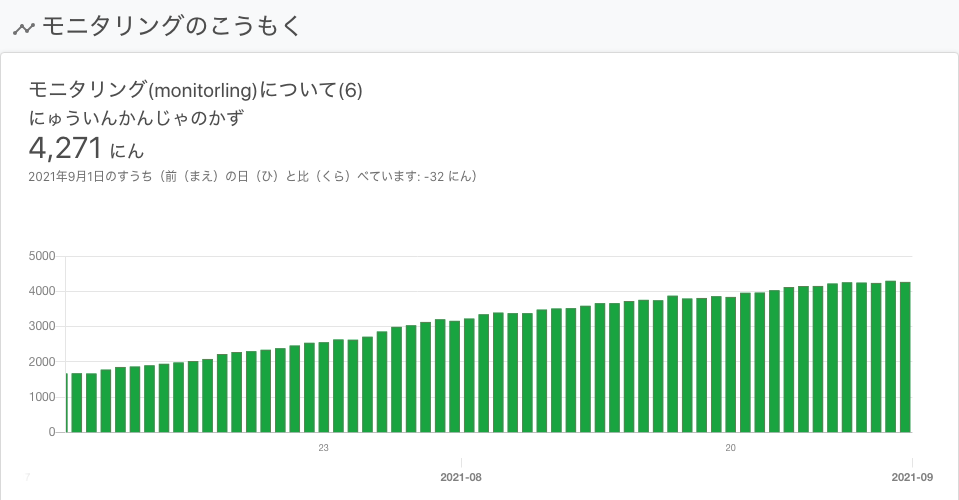 モニタリングのこうもく
モニタリング(monitorling)について(6)
にゅういんかんじゃのかず
4,271 にん
2021年9月1日のすうち（前（まえ）の日（ひ）と比（くら）べています: -32 にん）
5000
4000
3000
2000
1000
0
23
20
7
2021-08
2021-09